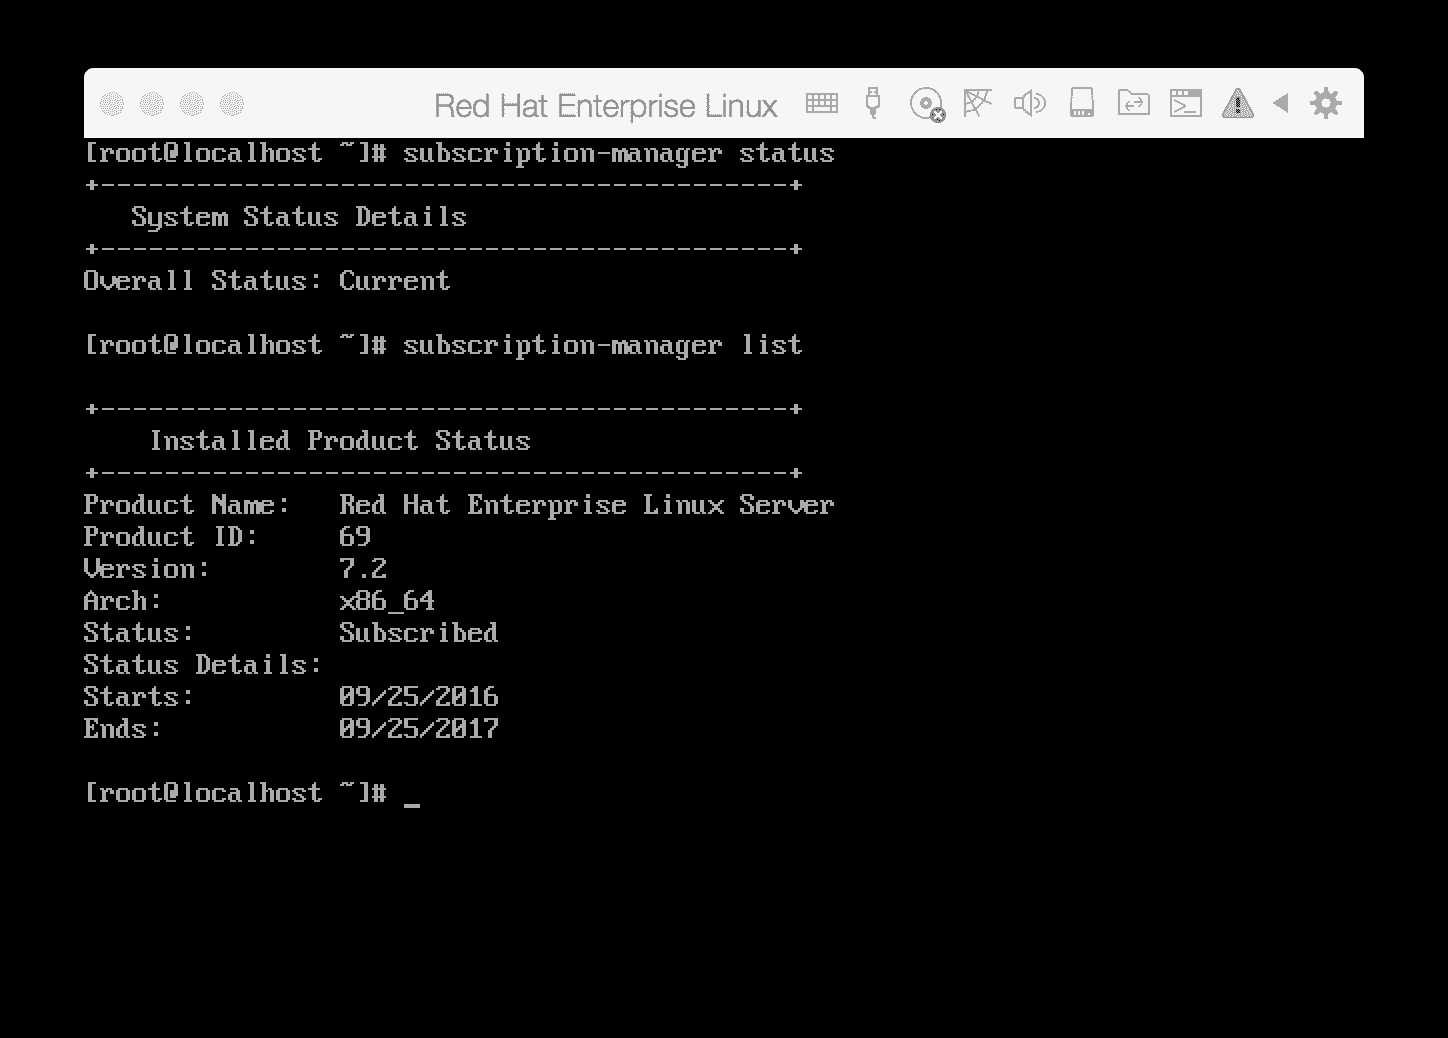 Red Hat Enterprise Linux
[root@localhost ~]# subscription-manager status
+-------------------------------------------+
   System Status Details
+-------------------------------------------+
Overall Status: Current
[root@localhost ~]# subscription-manager list
+-------------------------------------------+
    Installed Product Status
+-------------------------------------------+
Product Name:   Red Hat Enterprise Linux Server
Product ID:     69
Version:        7.2
Arch:           x86_64
Status:         Subscribed
Status Details:
Starts:         09/25/2016
Ends:           09/25/2017
[root@localhost ~]# _